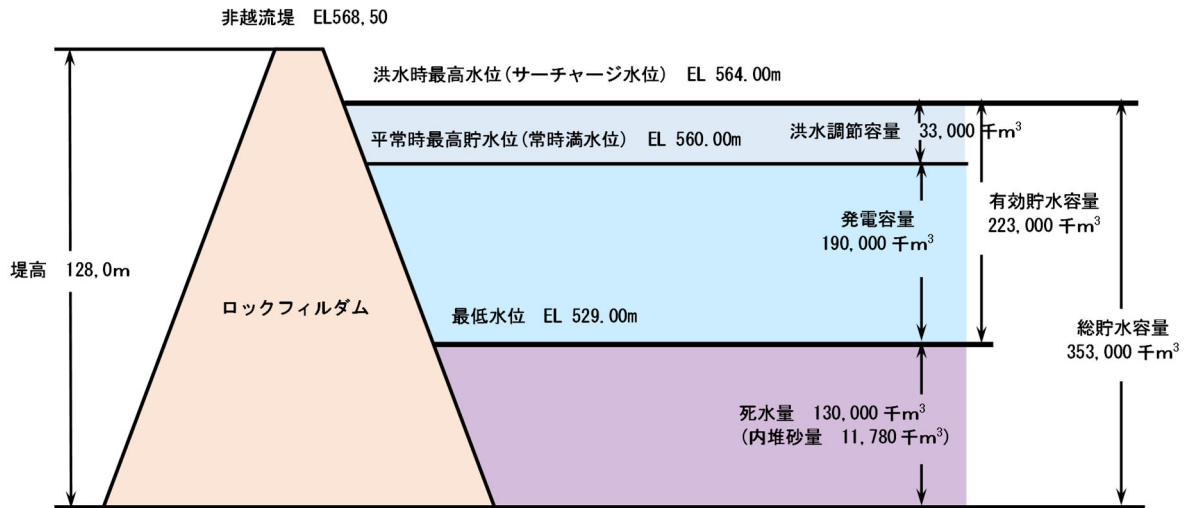 非越流堤 EL568,50
洪水時最高水位(サーチャージ水位) EL 564.00m
平常時最高貯水位(常時満水位) EL 560.00m
洪水調節容量 33,000 千m³
有効貯水容量
223,000 千m³
発電容量
190,000 千m³
堤高 128,0m
ロックフィルダム
最低水位 EL 529.00m
総貯水容量
353,000 千m³
死水量 130,000 千m³
(内堆砂量 11,780 千m³)